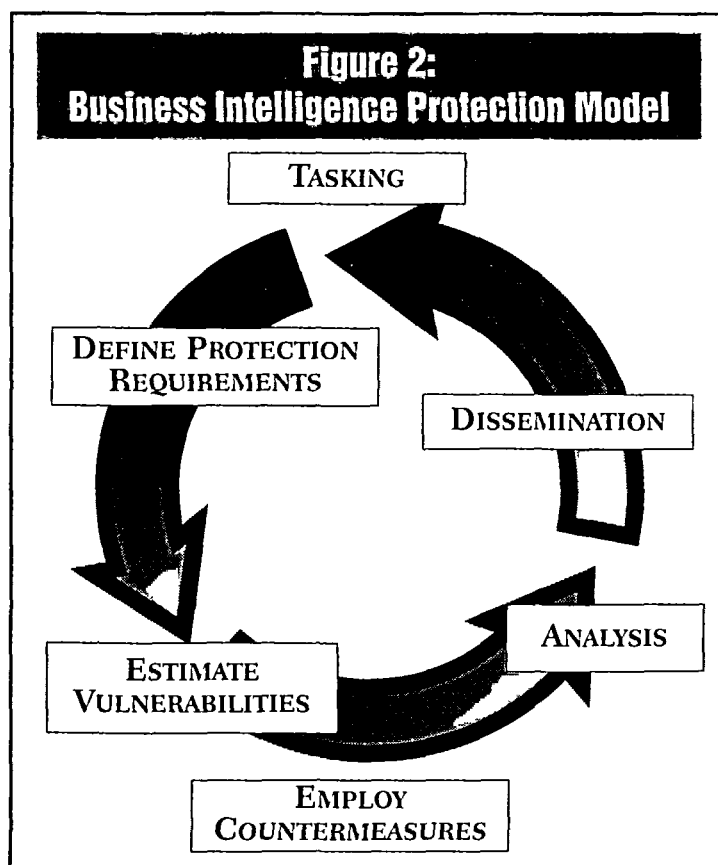 Figure 2:
Business Intelligence Protection Model
TASKING
DEFINE PROTECTION
REQUIREMENTS
DISSEMINATION
ANALYSIS
ESTIMATE
VULNERABILITIES
EMPLOY
COUNTERMEASURES